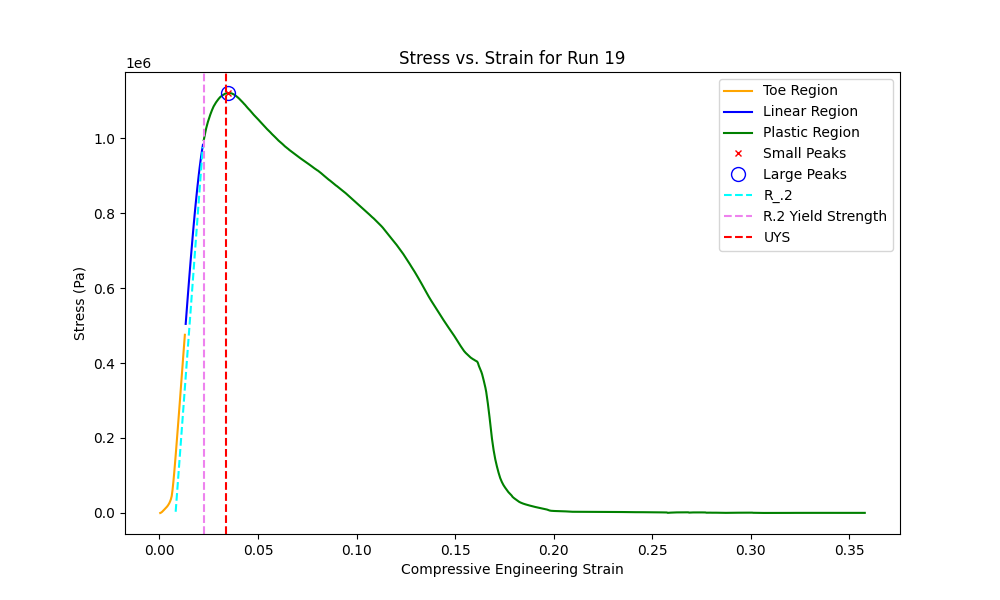 Stress vs. Strain for Run 19
1e6
Toe Region
Linear Region
Plastic Region
Small Peaks
Large Peaks
R_.2
R.2 Yield Strength
UYS
1.0
0.8
0.6
0.4
0.2
0.0
Stress (Pa)
0.00 0.05 0.10 0.15 0.20 0.25 0.30 0.35
Compressive Engineering Strain